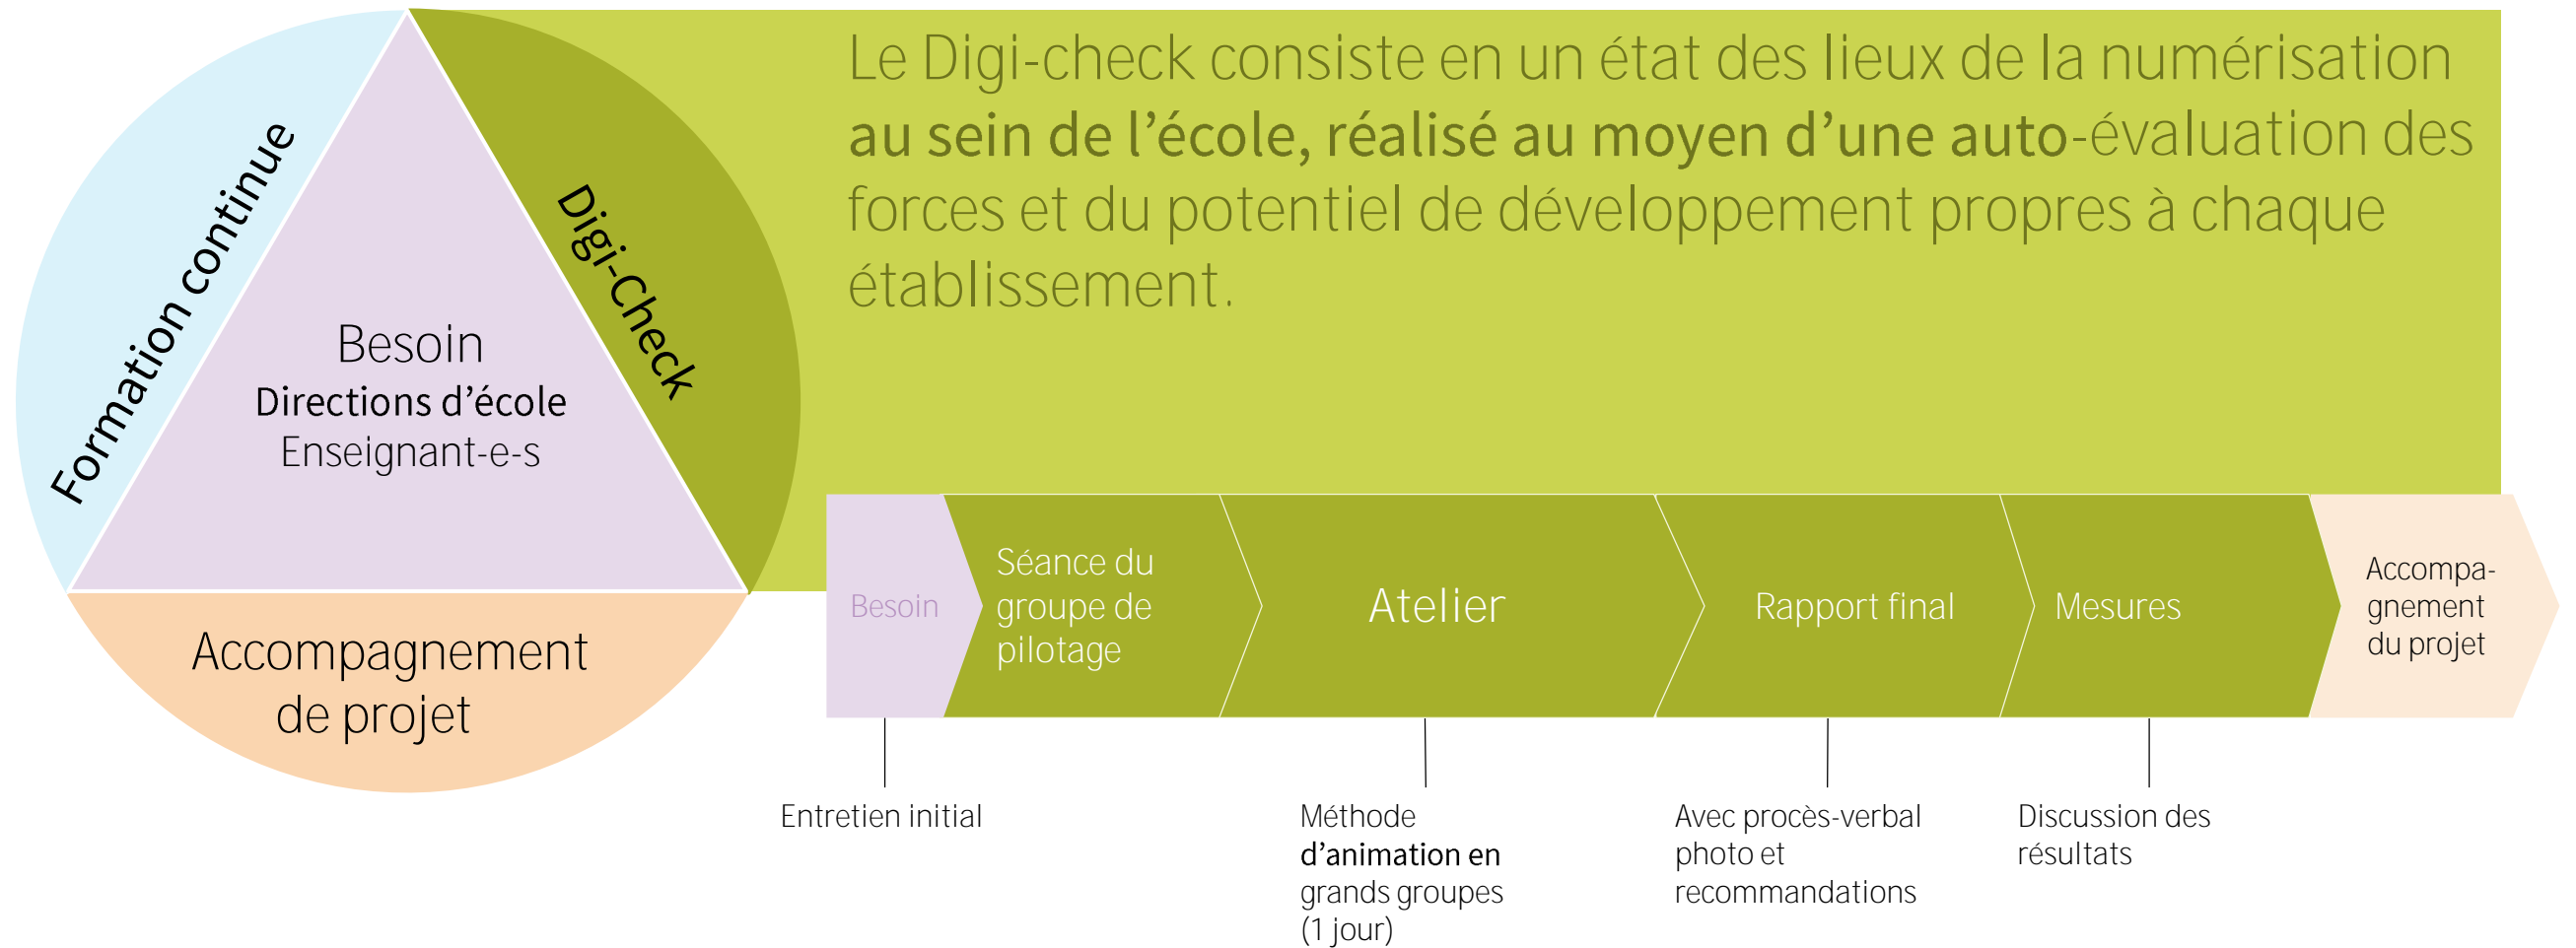 Formation continue
Digi-Check
Besoin
Directions d’école
Enseignant-e-s
Accompagnement
de projet
Le Digi-check consiste en un état des lieux de la numérisation
au sein de l’école, réalisé au moyen d’une auto-évaluation des
forces et du potentiel de développement propres à chaque
établissement.
Besoin
Séance du
groupe de
pilotage
Atelier
Rapport final
Mesures
Accompa-
gnement
du projet
Entretien initial
Méthode
d’animation en
grands groupes
(1 jour)
Avec procès-verbal
photo et
recommandations
Discussion des
résultats